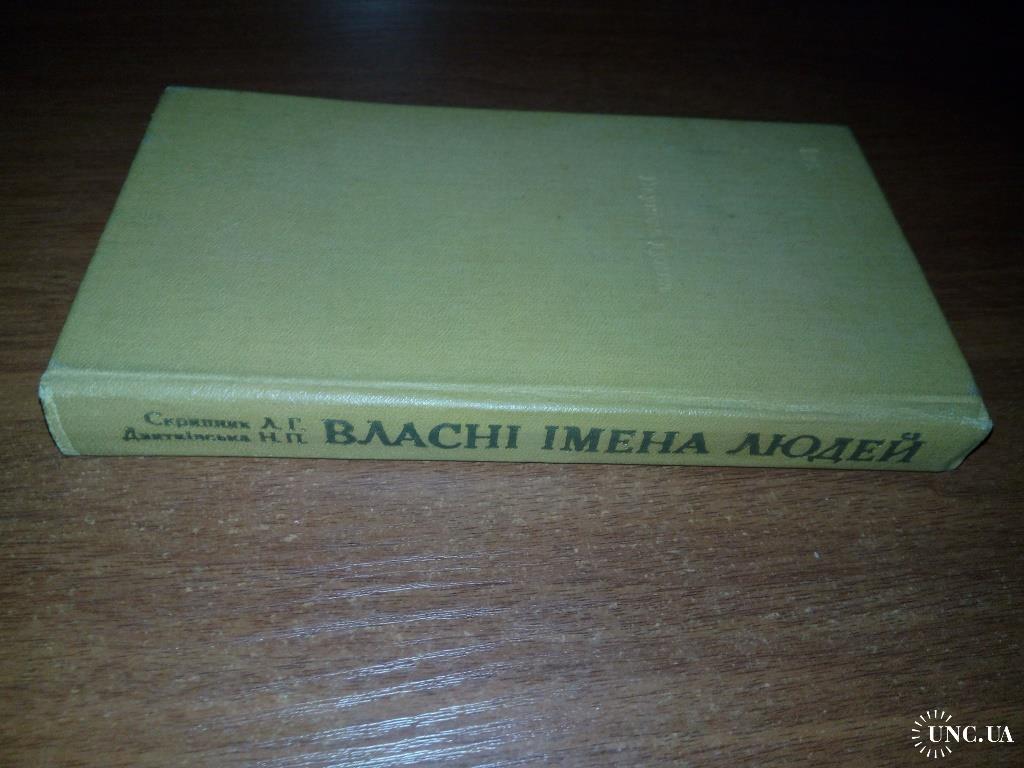 Скрипник Л. Г.
Дзятківська Н. П.
ВЛАСНІ ІМЕНА ЛЮДЕЙ
UNC.UA